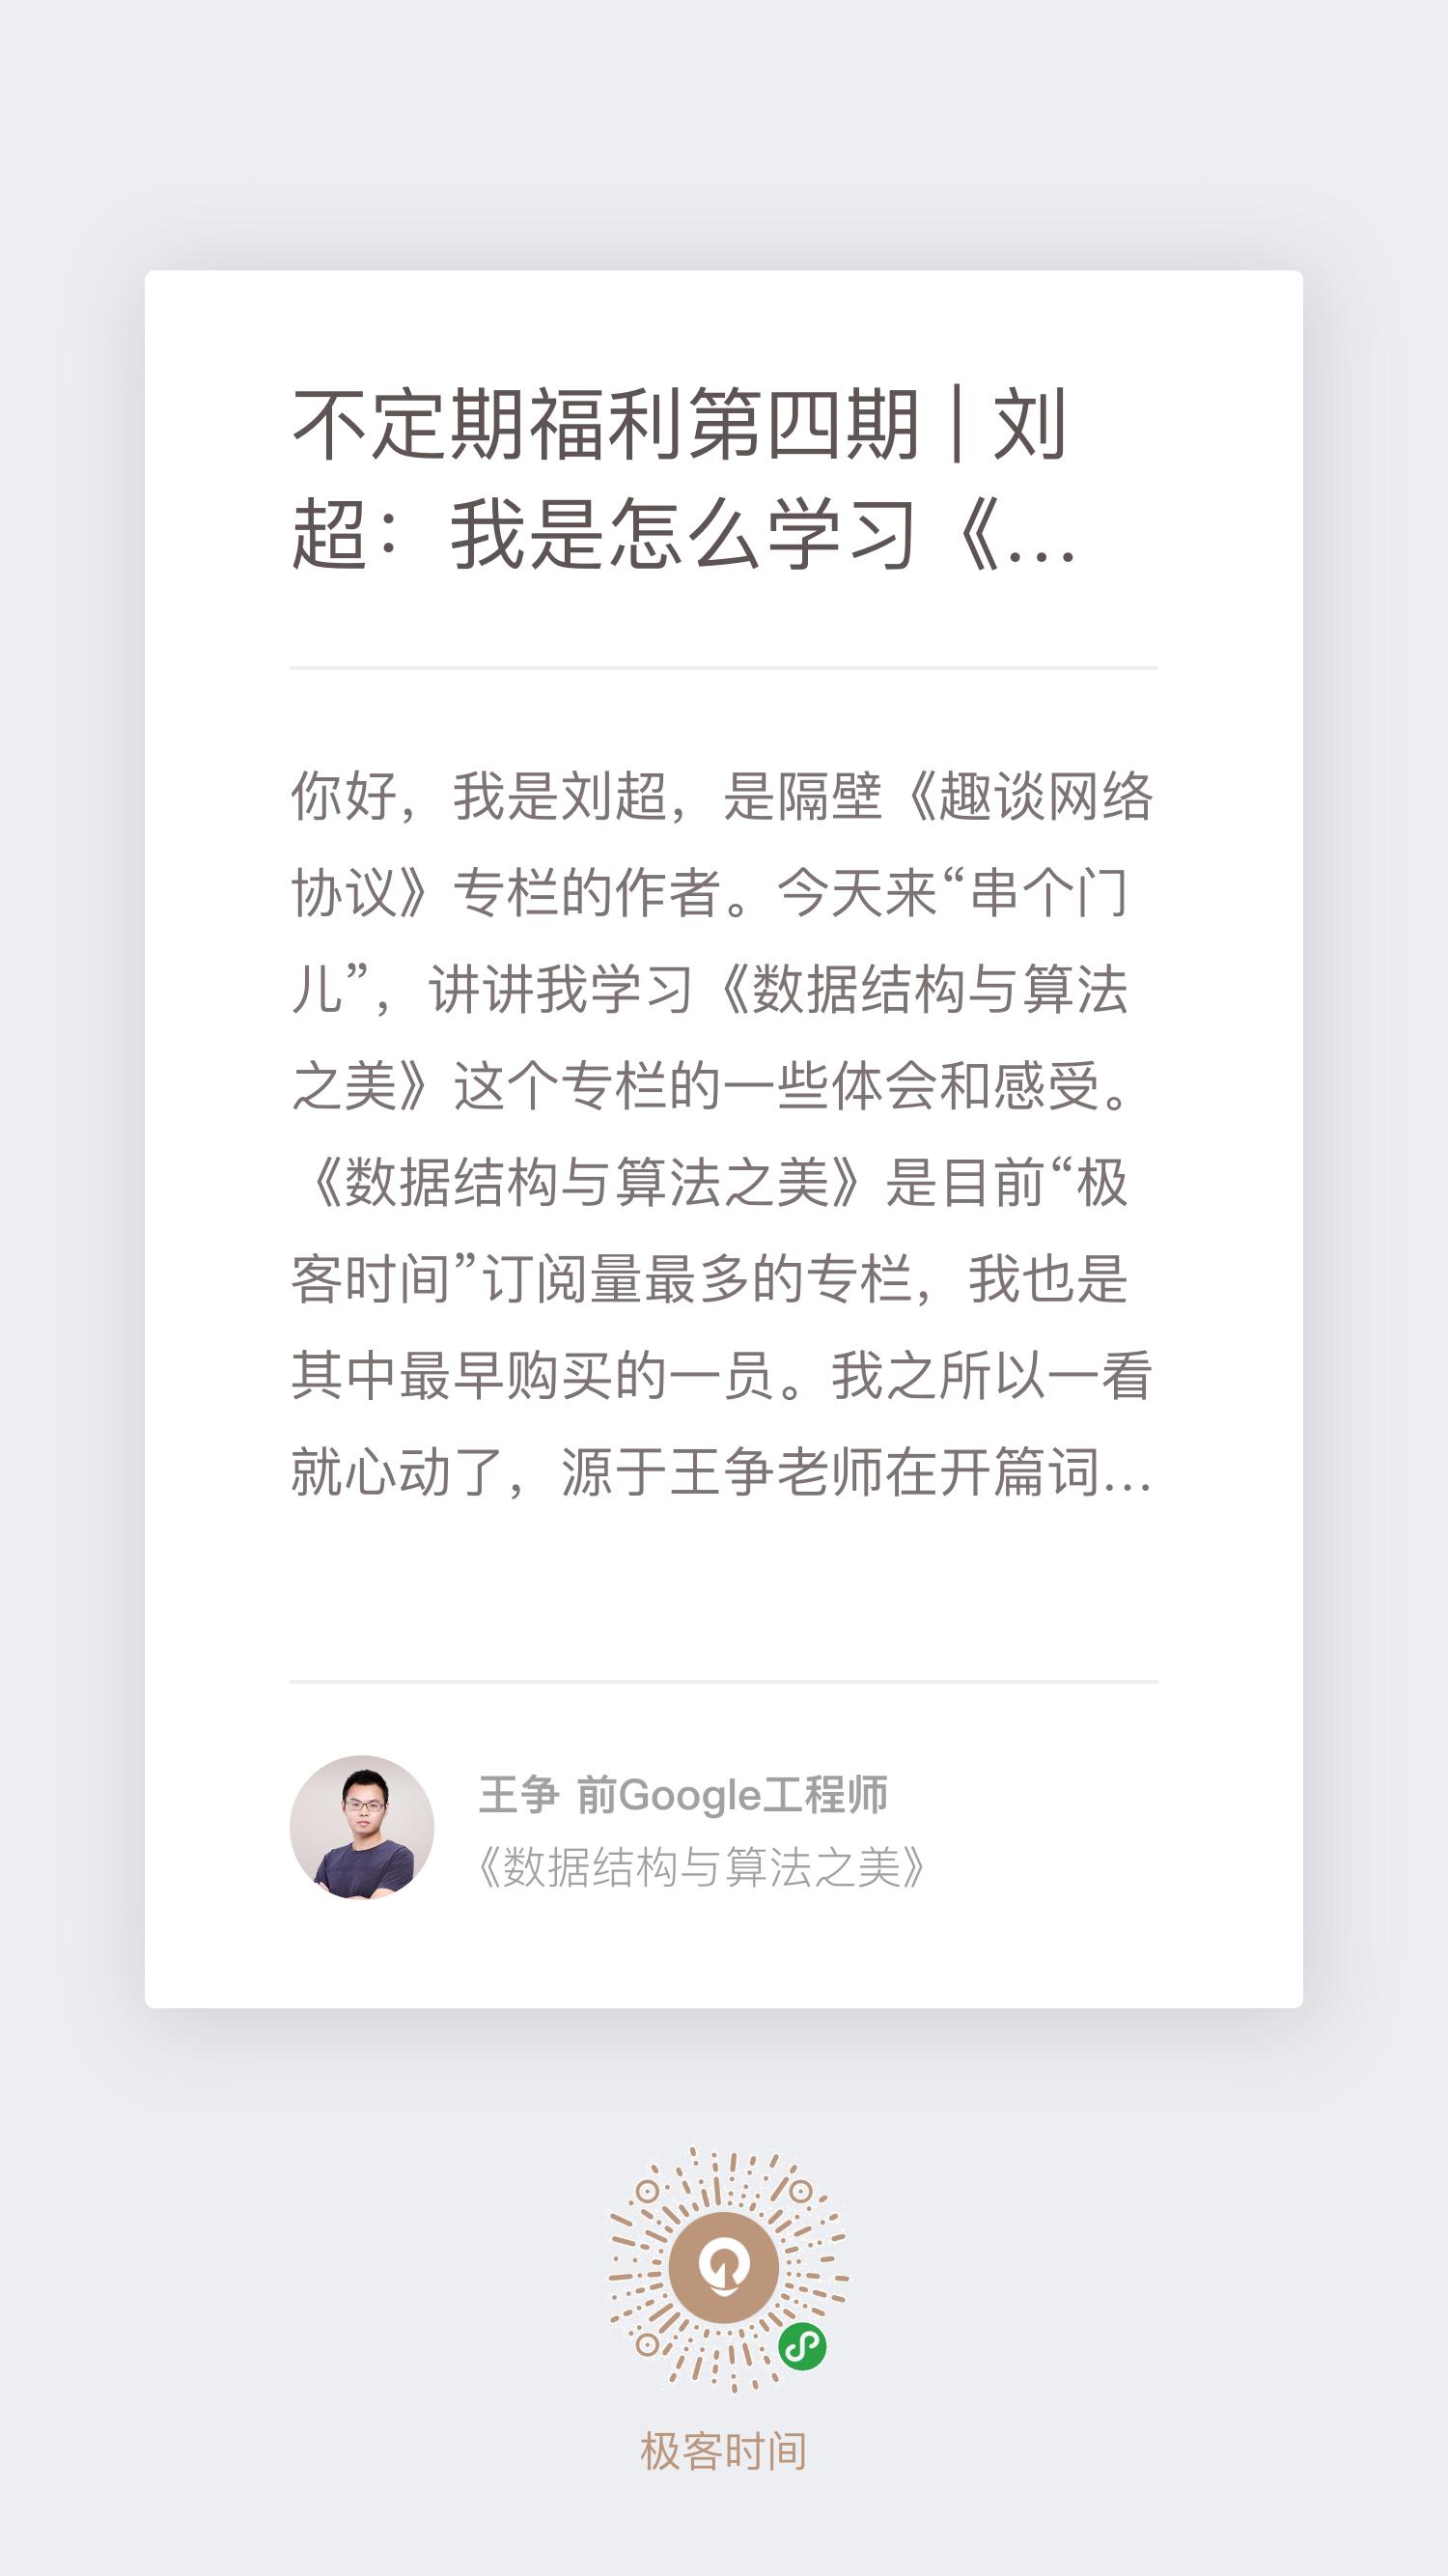 不定期福利第四期 | 刘
超：我是怎么学习《...
你好，我是刘超，是隔壁《趣谈网络
协议》专栏的作者。今天来“串个门
儿”，讲讲我学习《数据结构与算法
之美》这个专栏的一些体会和感受。
《数据结构与算法之美》是目前“极
客时间”订阅量最多的专栏，我也是
其中最早购买的一员。我之所以一看
就心动了，源于王争老师在开篇词...
王争 前Google工程师
《数据结构与算法之美》
极客时间